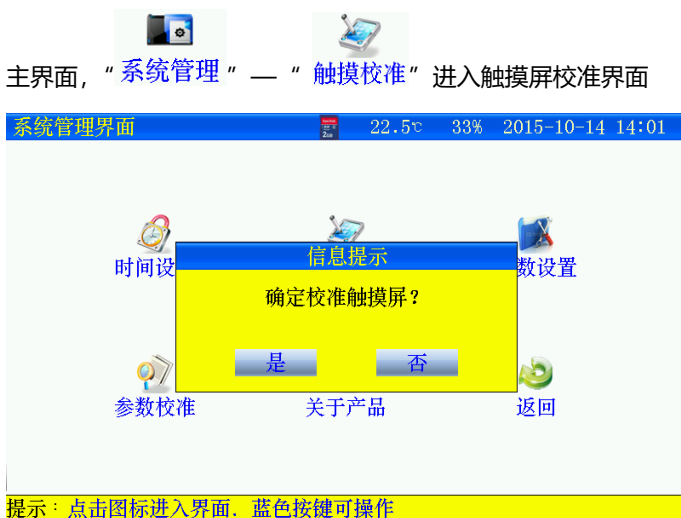 主界面，“系统管理”—“触摸校准”进入触摸屏校准界面
系统管理界面 22.5℃ 33% 2015-10-14 14:01
信息提示
时间设
数设置
确定校准触摸屏？
是 否
参数校准 关于产品 返回
提示：点击图标进入界面．蓝色按键可操作